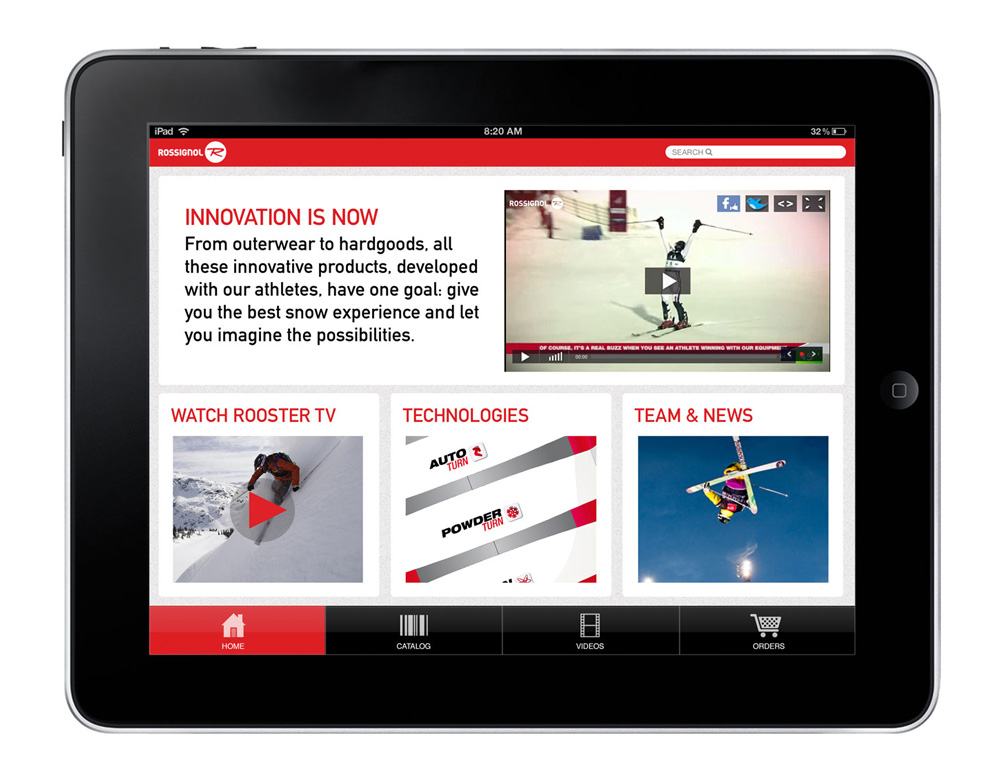 iPad 8:20 AM 32%
ROSSIGNOL R SEARCH
INNOVATION IS NOW
From outerwear to hardgoods, all
these innovative products, developed
with our athletes, have one goal: give
you the best snow experience and let
you imagine the possibilities.
ROSSIGNOL R f < >
OF COURSE, IT'S A REAL BUZZ WHEN YOU SEE AN ATHLETE WINNING WITH OUR EQUIPMENT
00:00
WATCH ROOSTER TV TECHNOLOGIES TEAM & NEWS
AUTO
TURN
POWDER
TURN
HOME CATALOG VIDEOS ORDERS